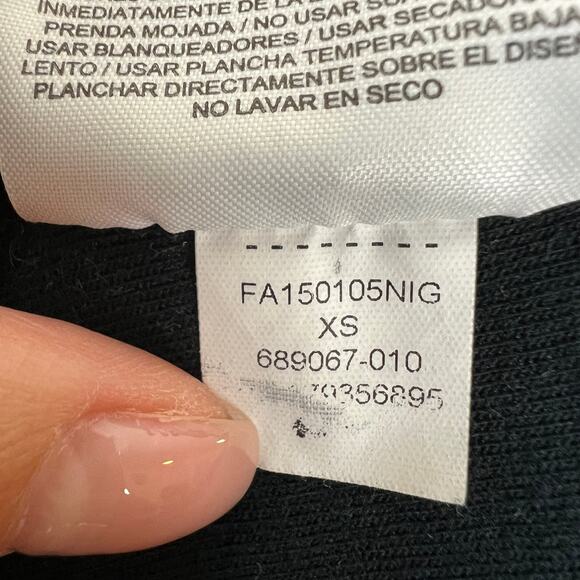 INMEDIATAMENTE DE LA
PRENDA MOJADA / NO USAR
USAR BLANQUEADORES / USAR SECADO
LENTO / USAR PLANCHA TEMPERATURA BAJA
PLANCHAR DIRECTAMENTE SOBRE EL DISE
NO LAVAR EN SECO
--------
FA150105NIG
XS
689067-010
0356895